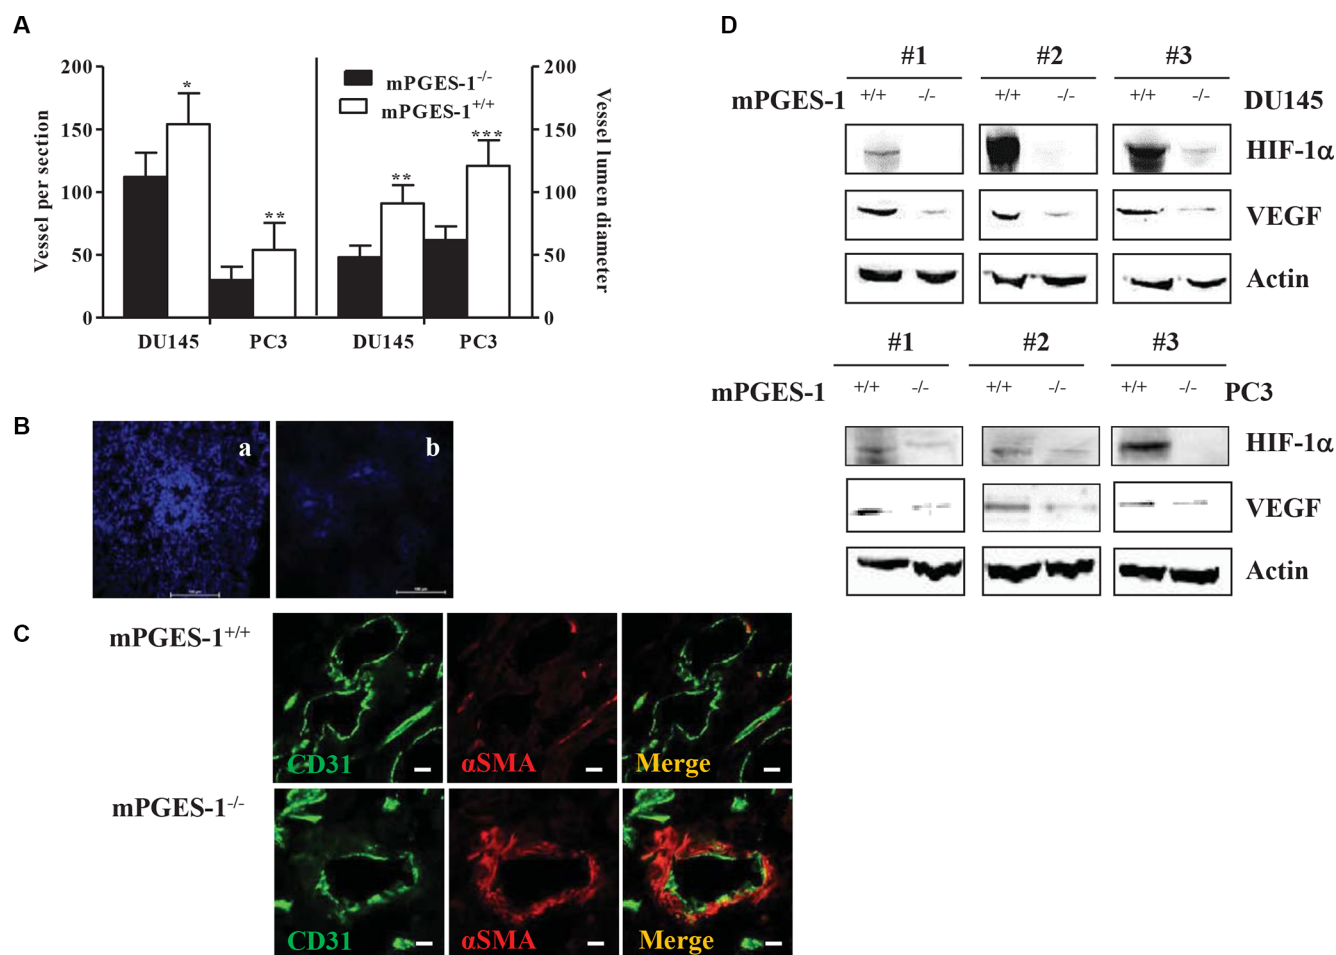 A
200
150
100
50
0
Vessel per section
*
**
**
***
mPGES-1-/-
mPGES-1+/+
200
150
100
50
0
Vessel lumen diameter
DU145 PC3 DU145 PC3
B
a b
C
mPGES-1+/+
CD31 αSMA Merge
mPGES-1-/-
CD31 αSMA Merge
D
#1 #2 #3
mPGES-1 +/+ -/- +/+ -/- +/+ -/- DU145
HIF-1α
VEGF
Actin
#1 #2 #3
mPGES-1 +/+ -/- +/+ -/- +/+ -/- PC3
HIF-1α
VEGF
Actin